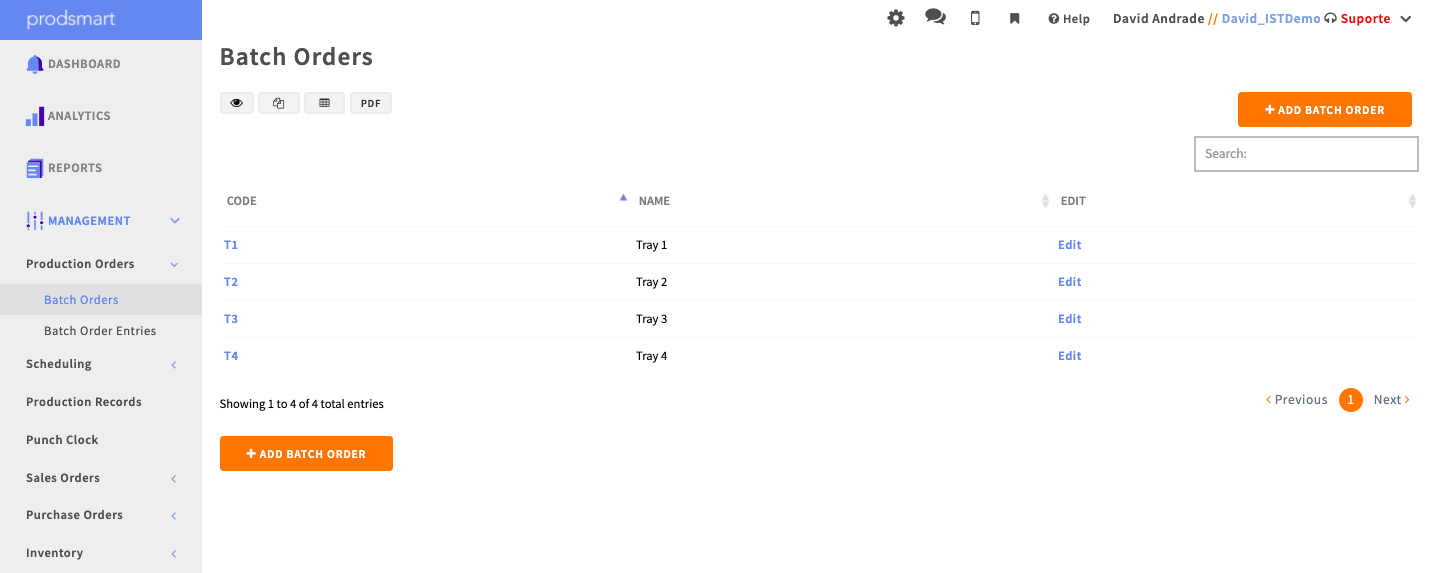 prodsmart
Help David Andrade // David_ISTDemo Suporte
DASHBOARD
ANALYTICS
REPORTS
MANAGEMENT
Production Orders
Batch Orders
Batch Order Entries
Scheduling
Production Records
Punch Clock
Sales Orders
Purchase Orders
Inventory
Batch Orders
PDF
+ ADD BATCH ORDER
Search:
CODE NAME EDIT
T1 Tray 1 Edit
T2 Tray 2 Edit
T3 Tray 3 Edit
T4 Tray 4 Edit
Showing 1 to 4 of 4 total entries
Previous 1 Next
+ ADD BATCH ORDER